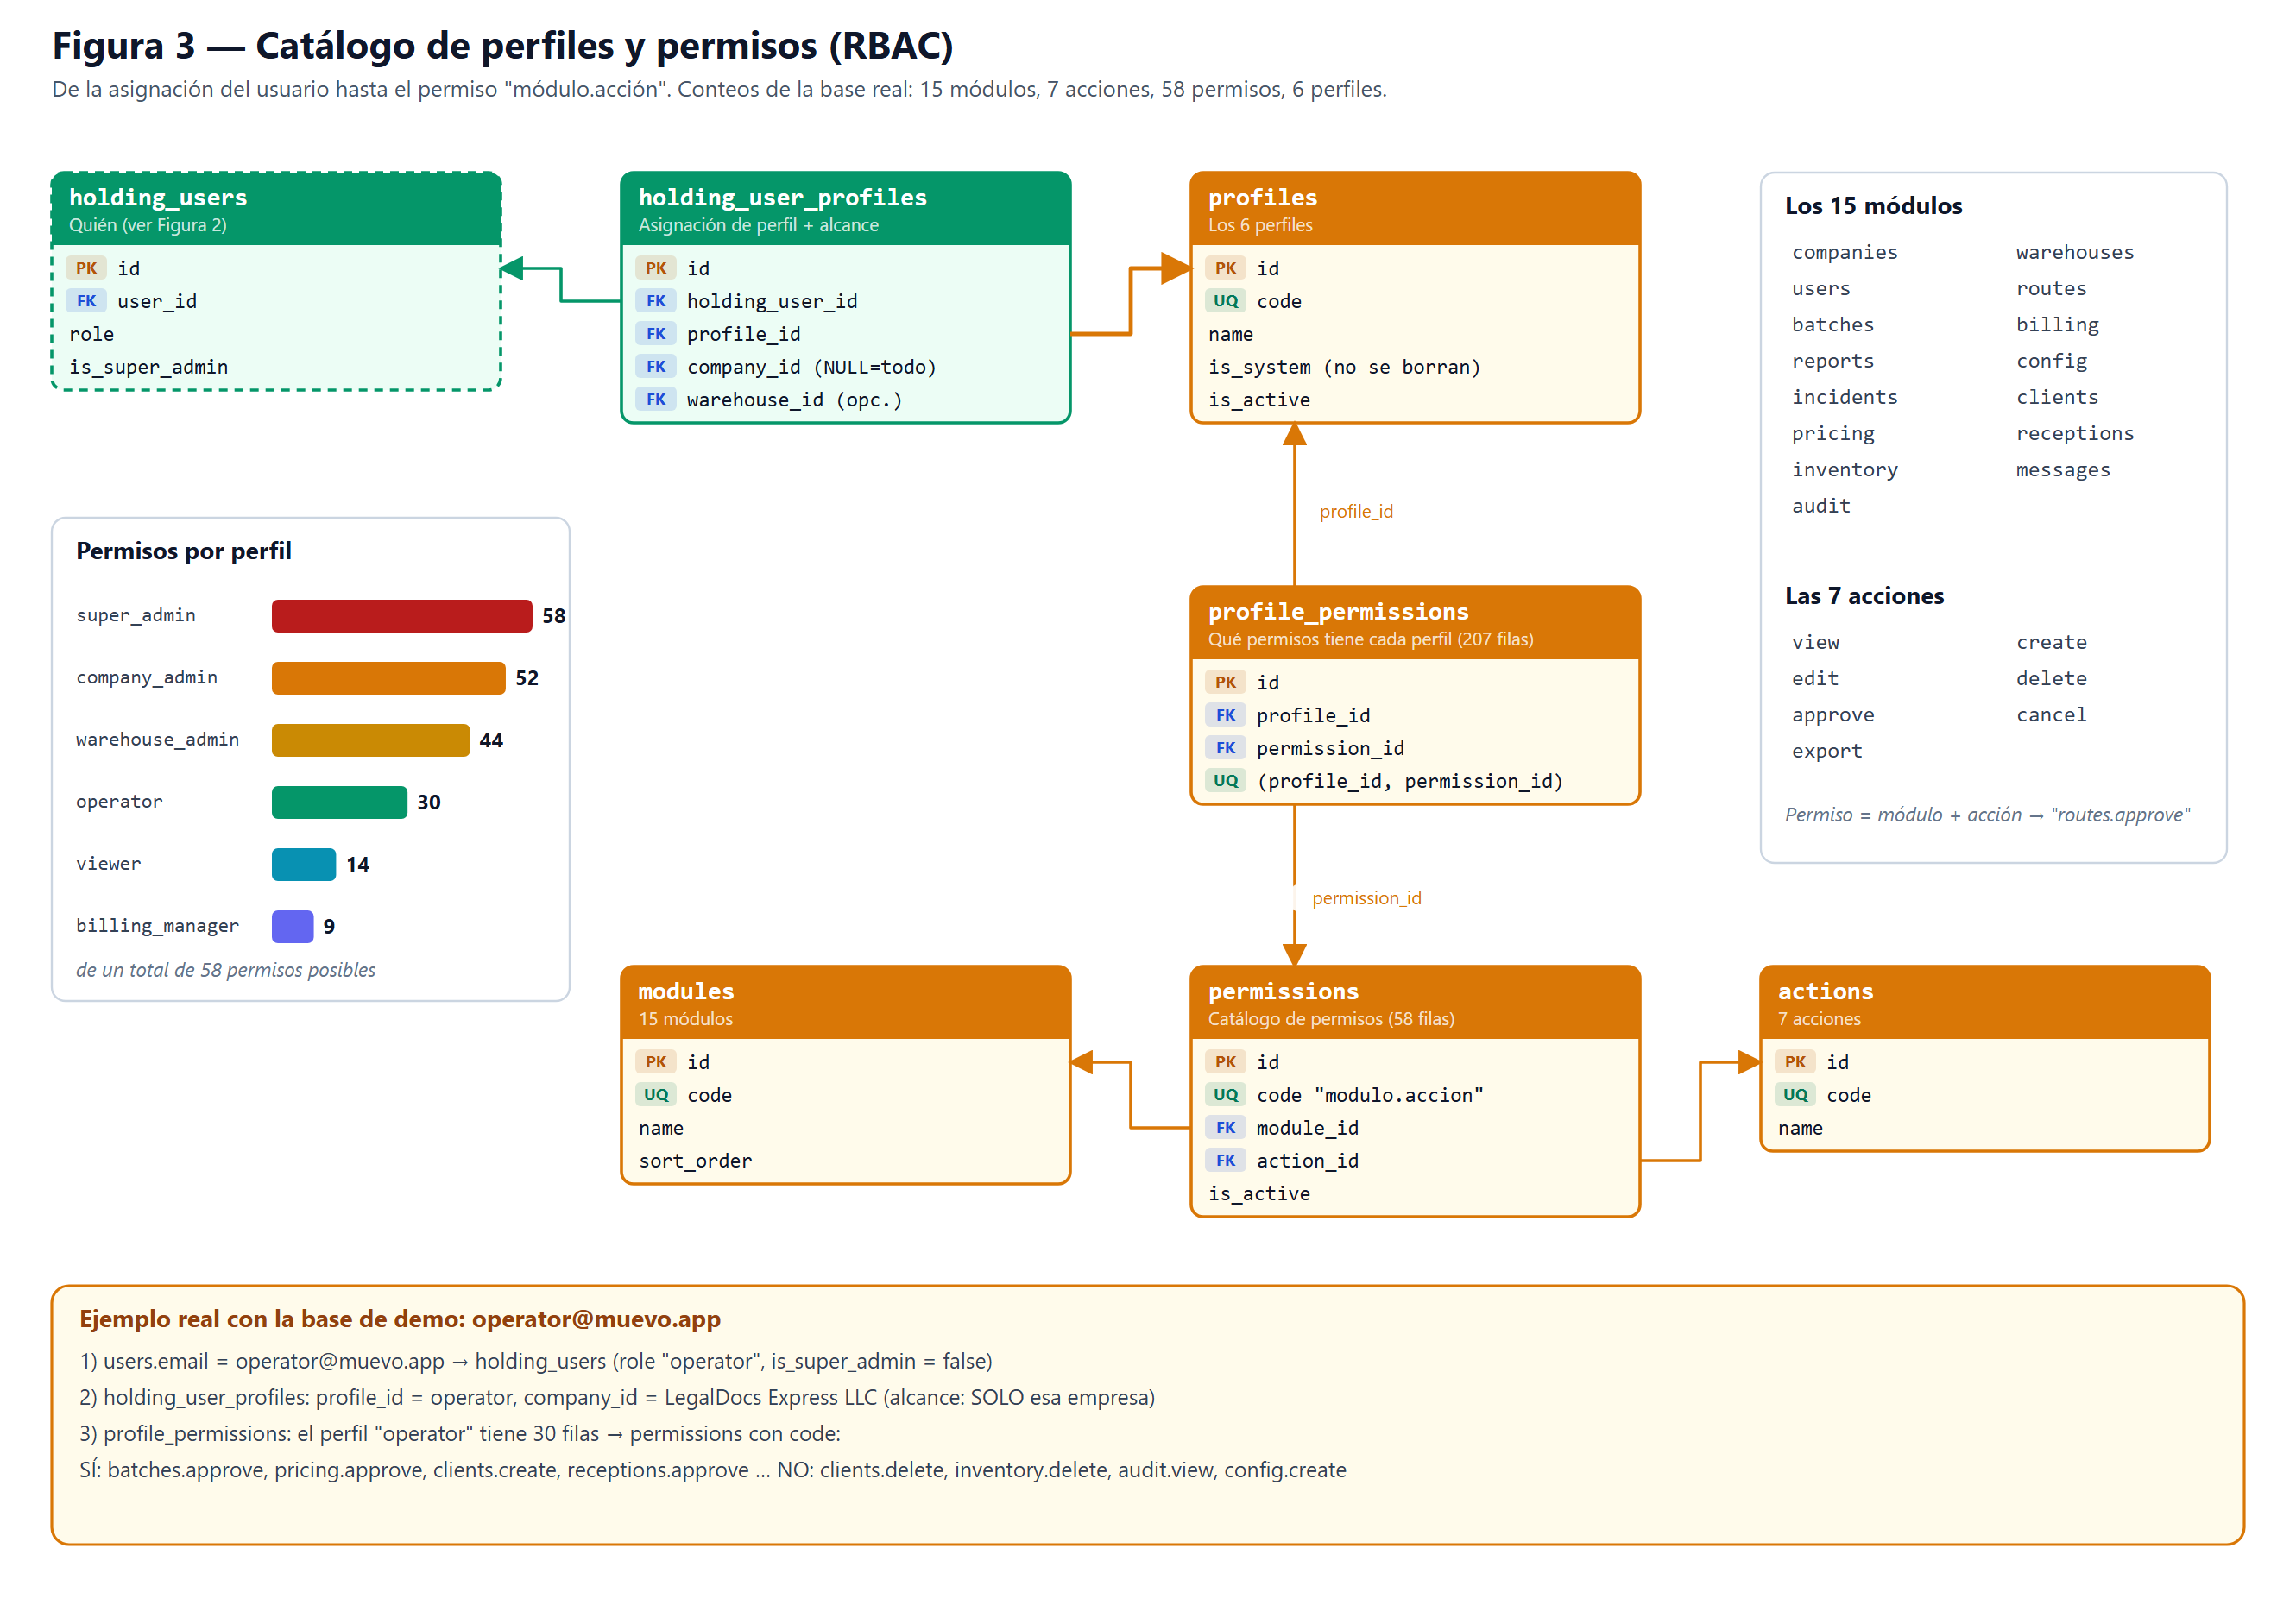 Figura 3 — Catálogo de perfiles y permisos (RBAC)
De la asignación del usuario hasta el permiso "módulo.acción". Conteos de la base real: 15 módulos, 7 acciones, 58 permisos, 6 perfiles.
holding_users
Quién (ver Figura 2)
PK id
FK user_id
role
is_super_admin
holding_user_profiles
Asignación de perfil + alcance
PK id
FK holding_user_id
FK profile_id
FK company_id (NULL=todo)
FK warehouse_id (opc.)
profiles
Los 6 perfiles
PK id
UQ code
name
is_system (no se borran)
is_active
Los 15 módulos
companies warehouses
users routes
batches billing
reports config
incidents clients
pricing receptions
inventory messages
audit
Las 7 acciones
view create
edit delete
approve cancel
export
Permiso = módulo + acción → "routes.approve"
profile_id
Permisos por perfil
super_admin 58
company_admin 52
warehouse_admin 44
operator 30
viewer 14
billing_manager 9
de un total de 58 permisos posibles
profile_permissions
Qué permisos tiene cada perfil (207 filas)
PK id
FK profile_id
FK permission_id
UQ (profile_id, permission_id)
permission_id
modules
15 módulos
PK id
UQ code
name
sort_order
permissions
Catálogo de permisos (58 filas)
PK id
UQ code "modulo.accion"
FK module_id
FK action_id
is_active
actions
7 acciones
PK id
UQ code
name
Ejemplo real con la base de demo: operator@muevo.app
1) users.email = operator@muevo.app → holding_users (role "operator", is_super_admin = false)
2) holding_user_profiles: profile_id = operator, company_id = LegalDocs Express LLC (alcance: SOLO esa empresa)
3) profile_permissions: el perfil "operator" tiene 30 filas → permissions con code:
SÍ: batches.approve, pricing.approve, clients.create, receptions.approve ... NO: clients.delete, inventory.delete, audit.view, config.create